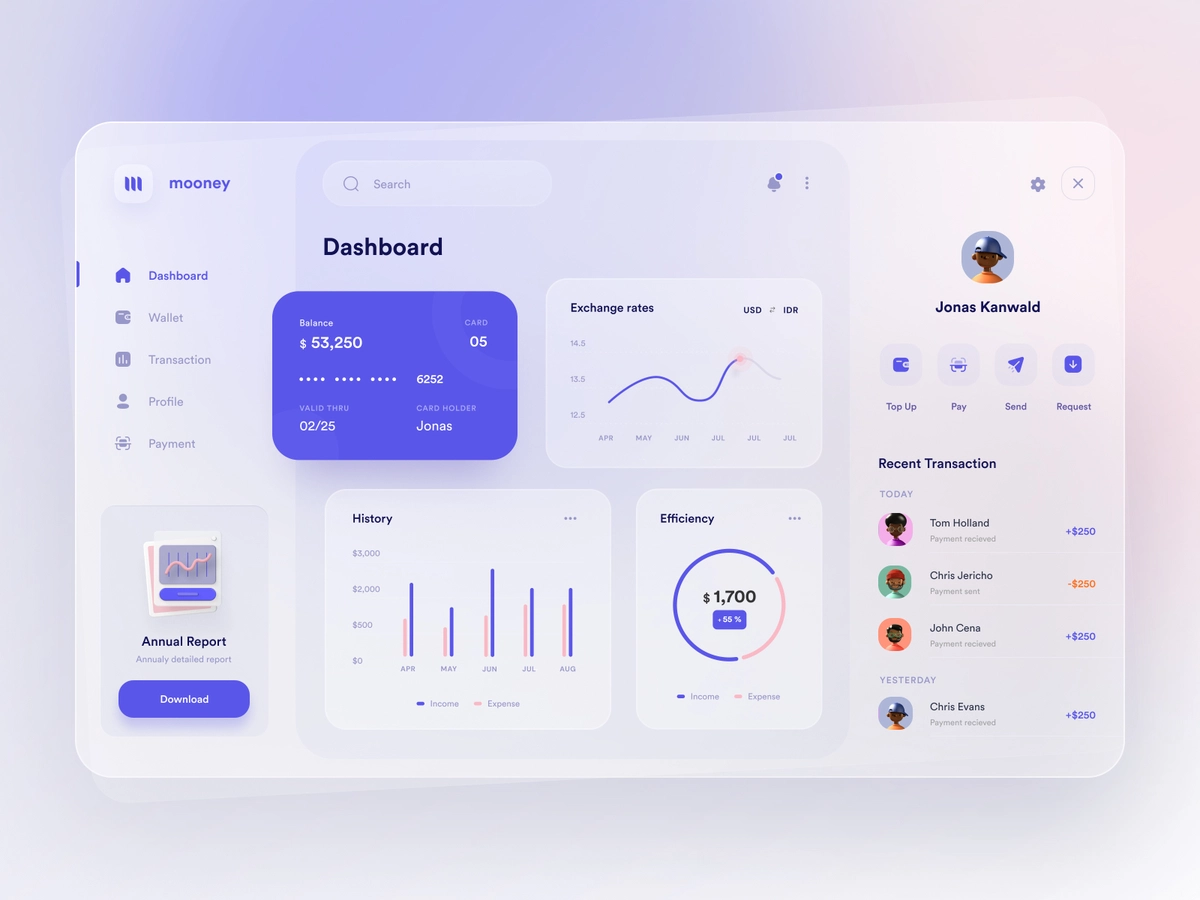 mooney
Dashboard
Wallet
Transaction
Profile
Payment
Annual Report
Annualy detailed report
Download
Search
Dashboard
Balance
CARD
$ 53,250
05
•••• •••• •••• 6252
VALID THRU
CARD HOLDER
02/25
Jonas
Exchange rates
USD IDR
14.5
13.5
12.5
APR MAY JUN JUL JUL JUL
History
$3,000
$2,000
$500
$0
APR MAY JUN JUL AUG
Income Expense
Efficiency
$ 1,700
• 55 %
Income Expense
Jonas Kanwald
Top Up Pay Send Request
Recent Transaction
TODAY
Tom Holland
Payment recieved
+$250
Chris Jericho
Payment sent
-$250
John Cena
Payment recieved
+$250
YESTERDAY
Chris Evans
Payment recieved
+$250